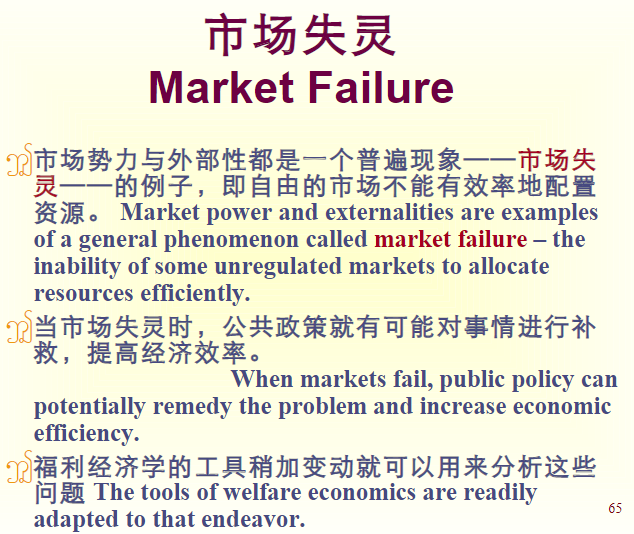 市场失灵
Market Failure
市场势力与外部性都是一个普遍现象——市场失
灵——的例子，即自由的市场不能有效率地配置
资源。 Market power and externalities are examples
of a general phenomenon called market failure – the
inability of some unregulated markets to allocate
resources efficiently.
当市场失灵时，公共政策就有可能对事情进行补
救，提高经济效率。
When markets fail, public policy can
potentially remedy the problem and increase economic
efficiency.
福利经济学的工具稍加变动就可以用来分析这些
问题 The tools of welfare economics are readily
adapted to that endeavor.
65